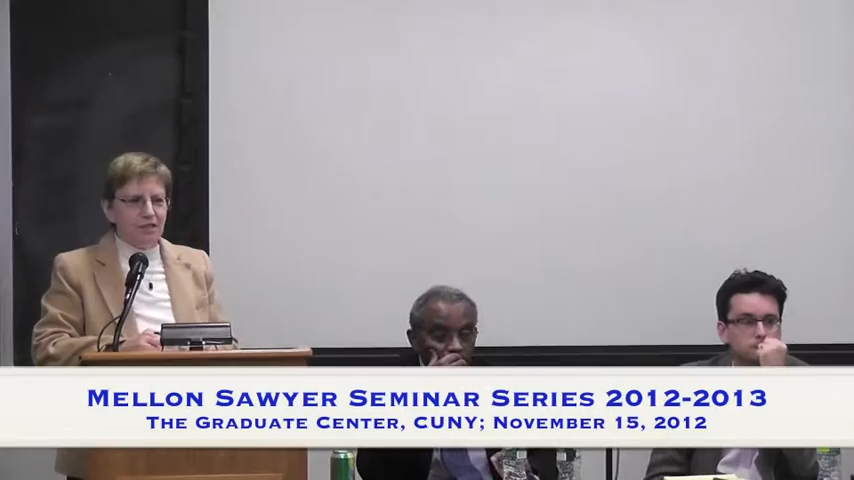 Mellon Sawyer Seminar Series 2012-2013
The Graduate Center, CUNY; November 15, 2012